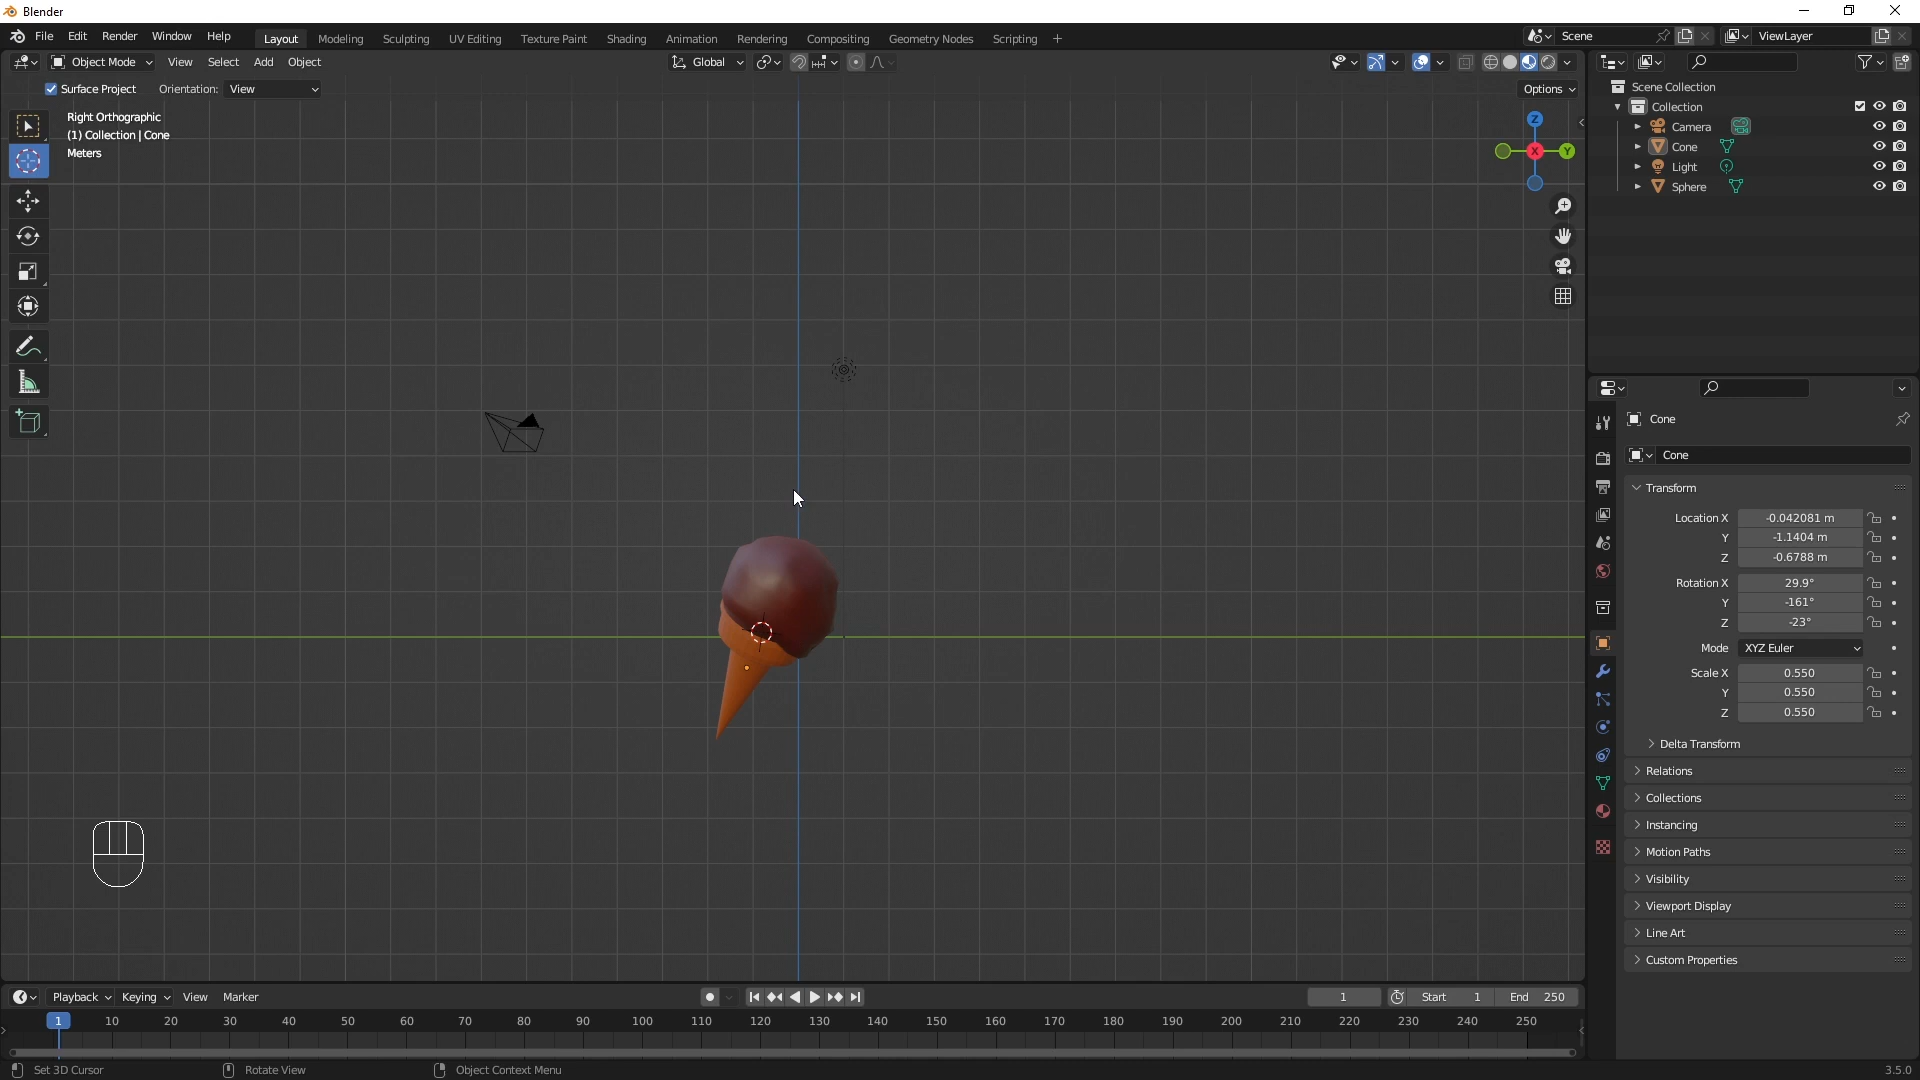 Blender
File Edit Render Window Help Layout Modeling Sculpting UV Editing Texture Paint Shading Animation Rendering Compositing Geometry Nodes Scripting + Scene ViewLayer
Object Mode View Select Add Object Global
Surface Project Orientation: View Options
Right Orthographic
(1) Collection | Cone
Meters
Z
X
Y
Scene Collection
Collection
Camera
Cone
Light
Sphere
Cone
Cone
Transform
Location X -0.042081 m
Y -1.1404 m
Z -0.6788 m
Rotation X 29.9°
Y -161°
Z -23°
Mode XYZ Euler
Scale X 0.550
Y 0.550
Z 0.550
Delta Transform
Relations
Collections
Instancing
Motion Paths
Visibility
Viewport Display
Line Art
Custom Properties
Playback Keying View Marker 1 Start 1 End 250
1 10 20 30 40 50 60 70 80 90 100 110 120 130 140 150 160 170 180 190 200 210 220 230 240 250
Set 3D Cursor Rotate View Object Context Menu 3.5.0